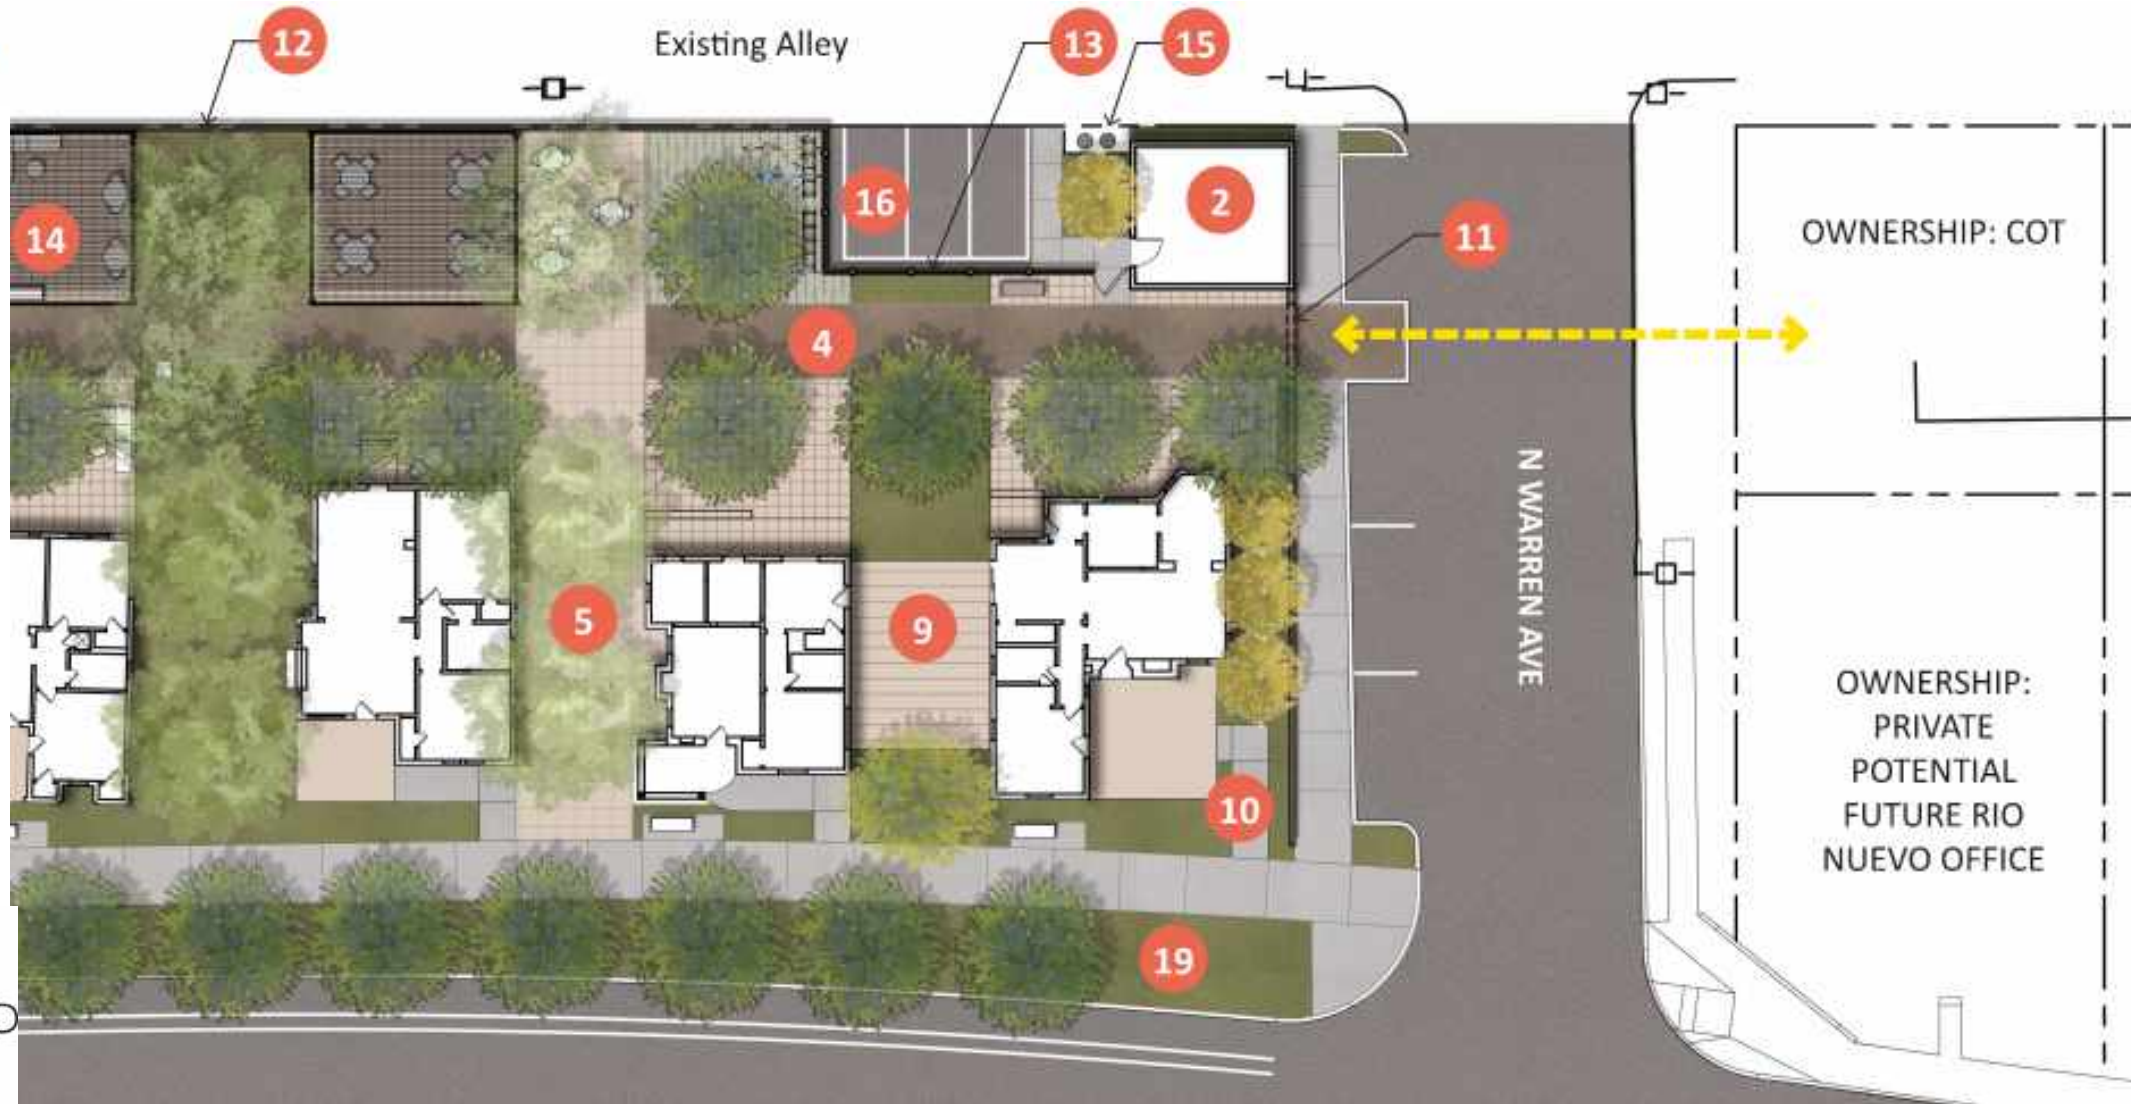 12
Existing Alley
13
15
16
2
14
11
OWNERSHIP: COT
4
N WARREN AVE
5
9
OWNERSHIP:
PRIVATE
POTENTIAL
FUTURE RIO
NUEVO OFFICE
10
19